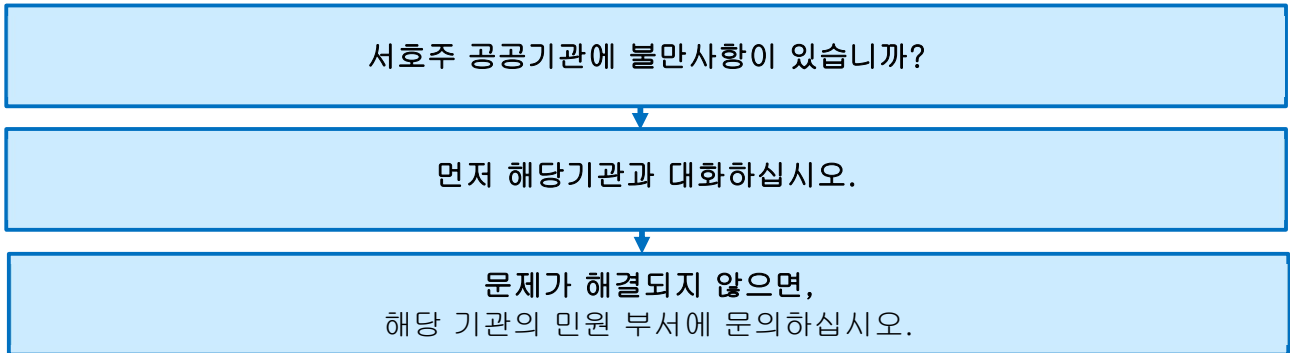 서호주 공공기관에 불만사항이 있습니까?
먼저 해당기관과 대화하십시오.
문제가 해결되지 않으면,
해당 기관의 민원 부서에 문의하십시오.